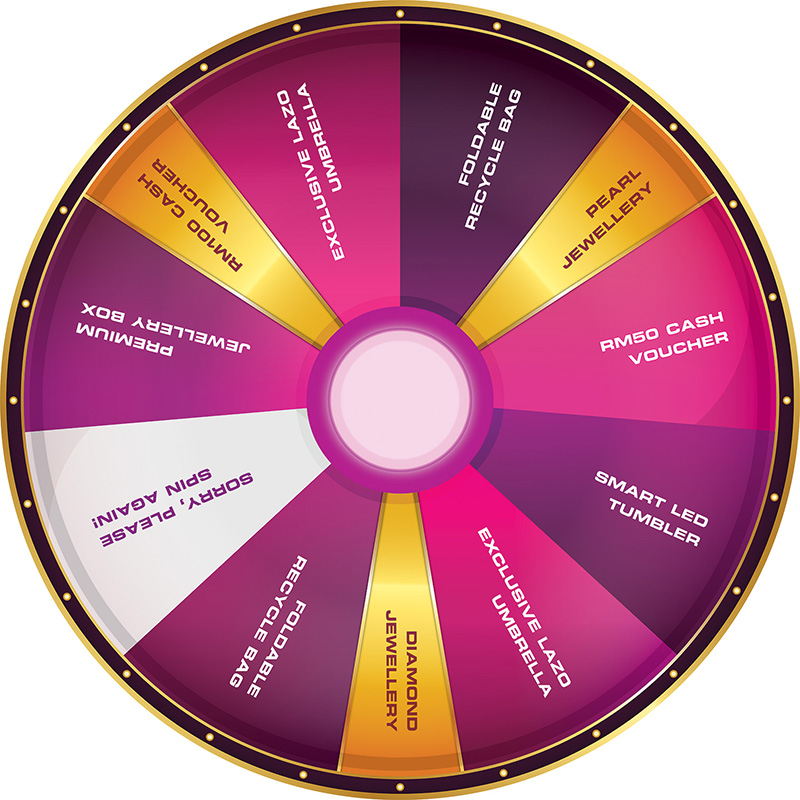 FOLDABLE
RECYCLE BAG
PEARL
JEWELLERY
RM50 CASH
VOUCHER
SMART LED
TUMBLER
EXCLUSIVE LAZO
UMBRELLA
DIAMOND
JEWELLERY
FOLDABLE
RECYCLE BAG
SORRY, PLEASE
SPIN AGAIN!
PREMIUM
JEWELLERY BOX
RM100 CASH
VOUCHER
EXCLUSIVE LAZO
UMBRELLA